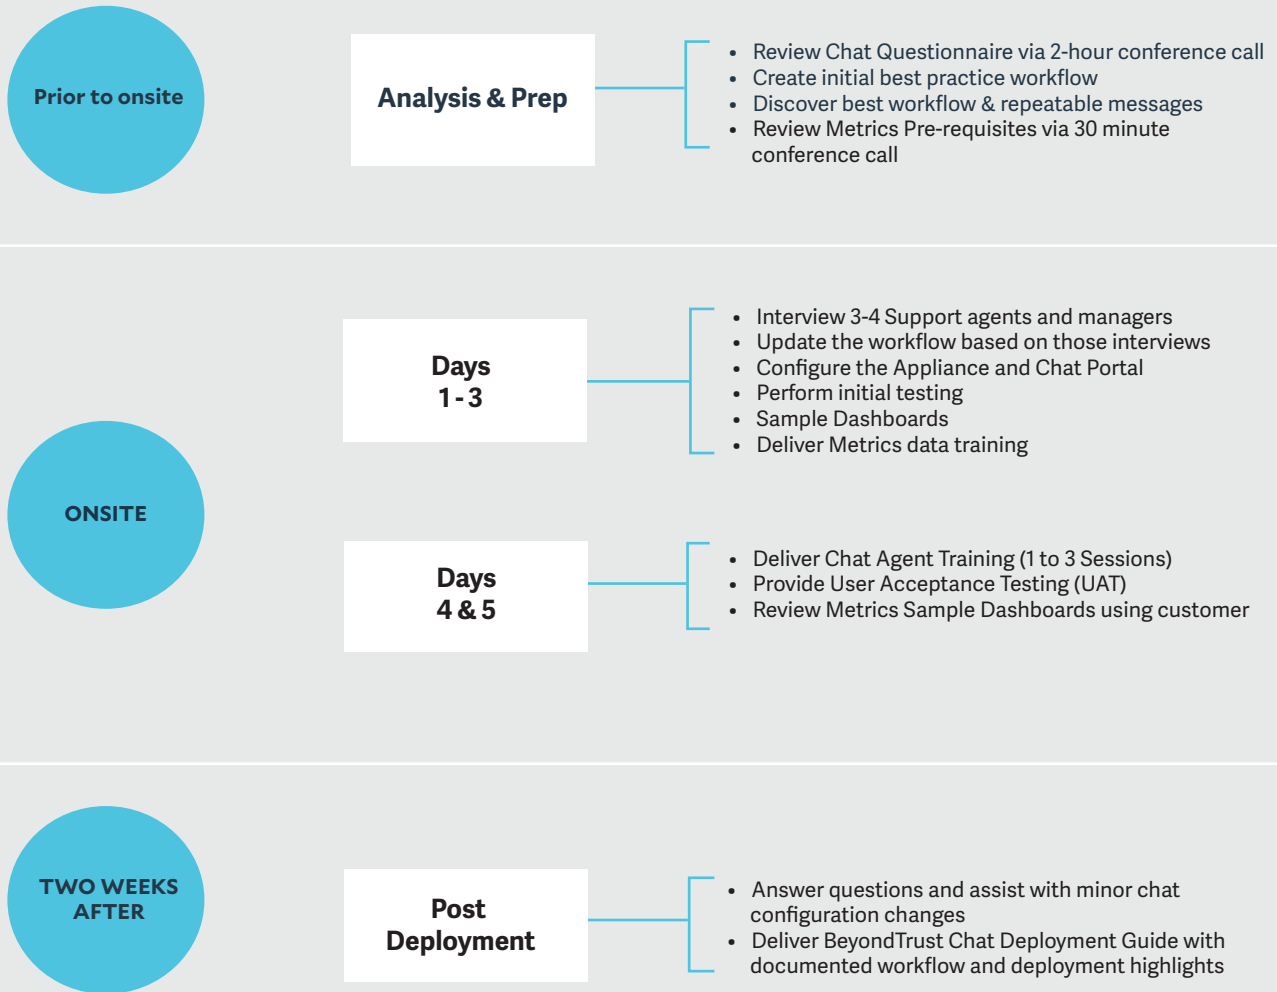 Prior to onsite
Analysis & Prep
• Review Chat Questionnaire via 2-hour conference call
• Create initial best practice workflow
• Discover best workflow & repeatable messages
• Review Metrics Pre-requisites via 30 minute
conference call
ONSITE
Days
1 - 3
• Interview 3-4 Support agents and managers
• Update the workflow based on those interviews
• Configure the Appliance and Chat Portal
• Perform initial testing
• Sample Dashboards
• Deliver Metrics data training
Days
4 & 5
• Deliver Chat Agent Training (1 to 3 Sessions)
• Provide User Acceptance Testing (UAT)
• Review Metrics Sample Dashboards using customer
TWO WEEKS
AFTER
Post
Deployment
• Answer questions and assist with minor chat
configuration changes
• Deliver BeyondTrust Chat Deployment Guide with
documented workflow and deployment highlights